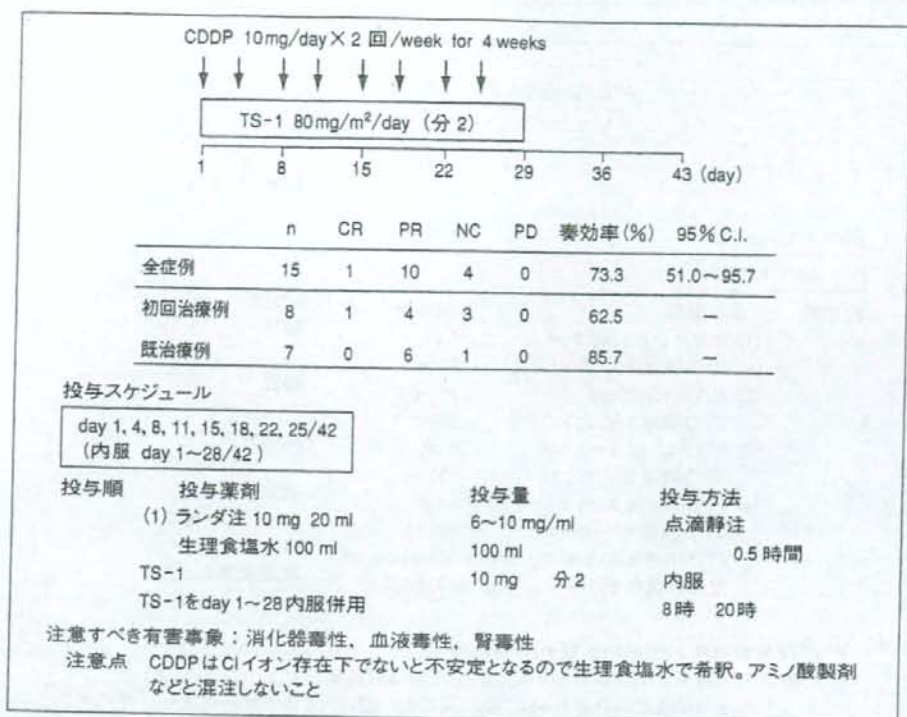 CDDP 10mg/day×2回/week for 4 weeks
TS-1 80mg/m²/day（分2）
1 8 15 22 29 36 43 (day)
n CR PR NC PD 奏効率(%) 95% C.I.
全症例 15 1 10 4 0 73.3 51.0～95.7
初回治療例 8 1 4 3 0 62.5 —
既治療例 7 0 6 1 0 85.7 —
投与スケジュール
day 1, 4, 8, 11, 15, 18, 22, 25/42
(内服 day 1～28/42)
投与順 投与薬剤 投与量 投与方法
(1) ランダ注 10 mg 20 ml 6～10 mg/ml 点滴静注
生理食塩水 100 ml 100 ml 0.5時間
TS-1 10 mg 分2 内服
TS-1をday 1～28内服併用 8時 20時
注意すべき有害事象：消化器毒性，血液毒性，腎毒性
注意点 CDDPはClイオン存在下でないと不安定となるので生理食塩水で希釈。アミノ酸製剤
などと混注しないこと